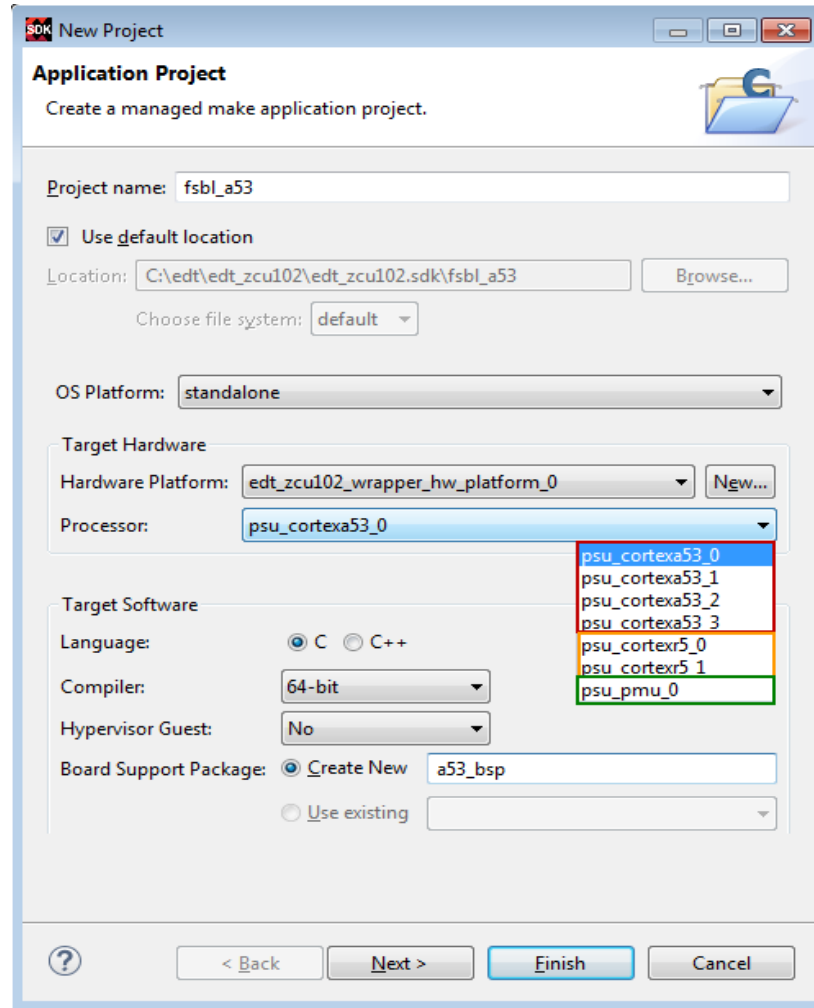 SDK New Project
Application Project
Create a managed make application project.
C
Project name: fsbl_a53
Use default location
Location: C:\edt\edt_zcu102\edt_zcu102.sdk\fsbl_a53 Browse...
Choose file system: default
OS Platform: standalone
Target Hardware
Hardware Platform: edt_zcu102_wrapper_hw_platform_0 New...
Processor: psu_cortexa53_0
psu_cortexa53_0
psu_cortexa53_1
psu_cortexa53_2
psu_cortexa53_3
psu_cortexr5_0
psu_cortexr5_1
psu_pmu_0
Target Software
Language: C C++
Compiler: 64-bit
Hypervisor Guest: No
Board Support Package: Create New a53_bsp
Use existing
? < Back Next > Finish Cancel